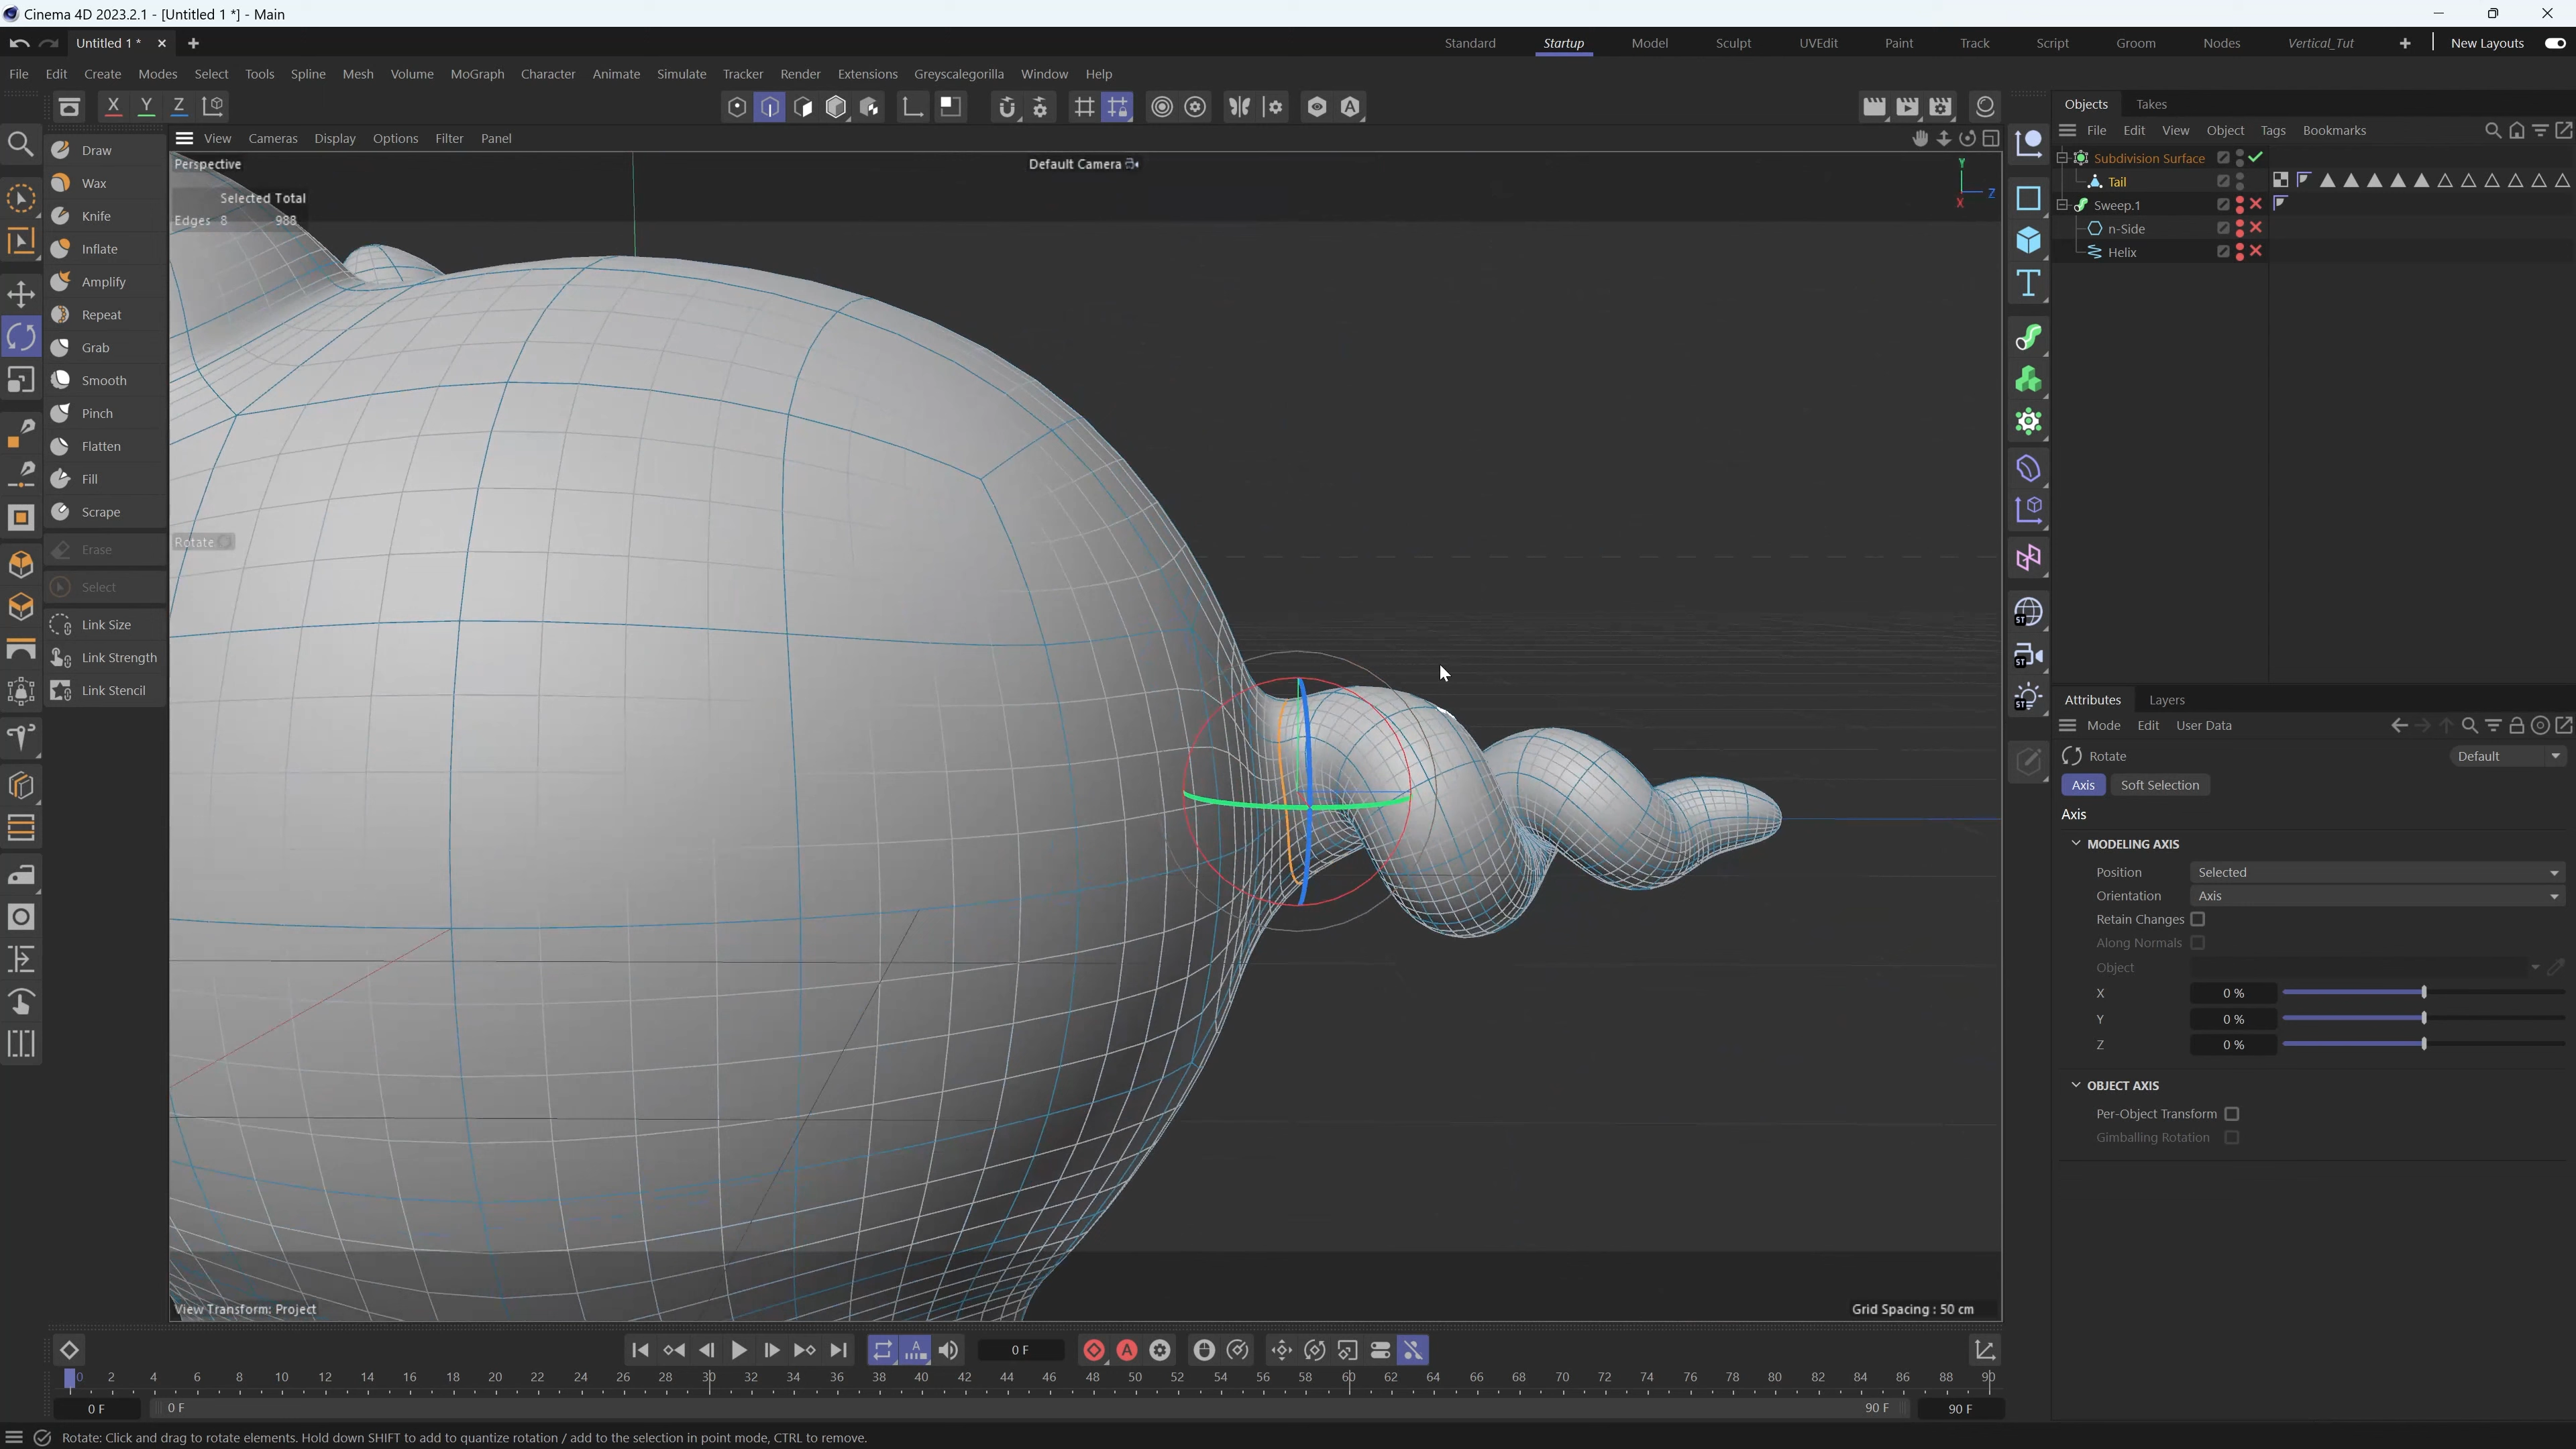 Cinema 4D 2023.2.1 - [Untitled 1 *] - Main
Untitled 1 *
Standard Startup Model Sculpt UVEdit Paint Track Script Groom Nodes Vertical_Tut New Layouts
File Edit Create Modes Select Tools Spline Mesh Volume MoGraph Character Animate Simulate Tracker Render Extensions Greyscalegorilla Window Help
X Y Z
Objects Takes
View Cameras Display Options Filter Panel
File Edit View Object Tags Bookmarks
Draw
Wax
Knife
Inflate
Amplify
Repeat
Grab
Smooth
Pinch
Flatten
Fill
Scrape
Erase
Select
Link Size
Link Strength
Link Stencil
Perspective
Default Camera
Y
Z
X
Selected Total
Edges 8 988
Rotate
View Transform: Project
Grid Spacing : 50 cm
Subdivision Surface
Tail
Sweep.1
n-Side
Helix
ST
ST
ST
Attributes Layers
Mode Edit User Data
Rotate
Default
Axis Soft Selection
Axis
MODELING AXIS
Position Selected
Orientation Axis
Retain Changes
Along Normals
Object
X 0 %
Y 0 %
Z 0 %
OBJECT AXIS
Per-Object Transform
Gimballing Rotation
0 F
0 2 4 6 8 10 12 14 16 18 20 22 24 26 28 30 32 34 36 38 40 42 44 46 48 50 52 54 56 58 60 62 64 66 68 70 72 74 76 78 80 82 84 86 88 90
0 F 0 F 90 F 90 F
Rotate: Click and drag to rotate elements. Hold down SHIFT to add to quantize rotation / add to the selection in point mode, CTRL to remove.